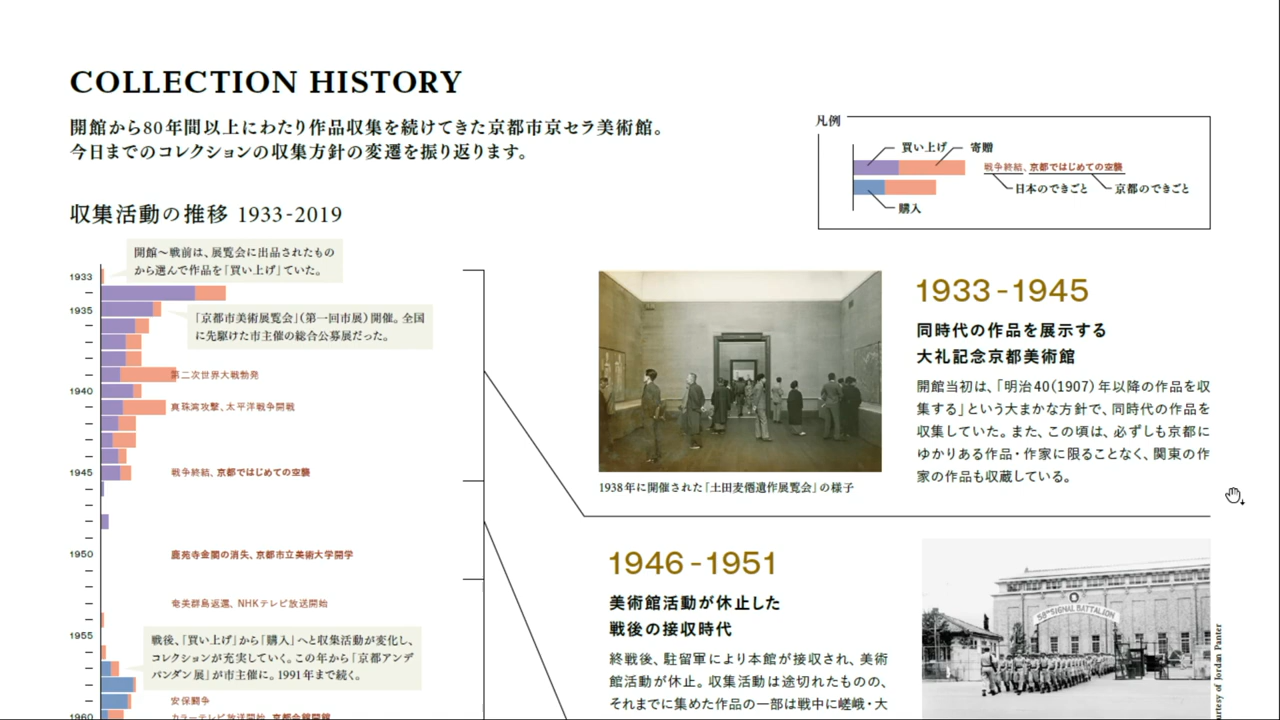 COLLECTION HISTORY
開館から80年間以上にわたり作品収集を続けてきた京都市京セラ美術館。
今日までのコレクションの収集方針の変遷を振り返ります。
凡例
買い上げ
寄贈
戦争終結、京都ではじめての空襲
日本のできごと
京都のできごと
購入
収集活動の推移 1933-2019
開館～戦前は、展覧会に出品されたもの
から選んで作品を「買い上げ」ていた。
1933
1935
「京都市美術展覧会」(第一回市展)開催。全国
に先駆けた市主催の総合公募展だった。
第二次世界大戦勃発
1940
真珠湾攻撃、太平洋戦争開戦
1945
戦争終結、京都ではじめての空襲
1950
鹿苑寺金閣の消失、京都市立美術大学開学
奄美群島返還、NHKテレビ放送開始
1955
戦後、「買い上げ」から「購入」へと収集活動が変化し、
コレクションが充実していく。この年から「京都アンデ
パンダン展」が市主催に。1991年まで続く。
安保闘争
1960
カラーテレビ放送開始、京都会館開館
1938年に開催された「土田麦僊遺作展覧会」の様子
1933-1945
同時代の作品を展示する
大礼記念京都美術館
開館当初は、「明治40(1907)年以降の作品を収
集する」という大まかな方針で、同時代の作品を
収集していた。また、この頃は、必ずしも京都に
ゆかりある作品・作家に限ることなく、関東の作
家の作品も収蔵している。
1946-1951
美術館活動が休止した
戦後の接収時代
終戦後、駐留軍により本館が接収され、美術
館活動が休止。収集活動は途切れたものの、
それまでに集めた作品の一部は戦中に嵯峨・大
58TH SIGNAL BATTALION
urtesy of Jordan Panter